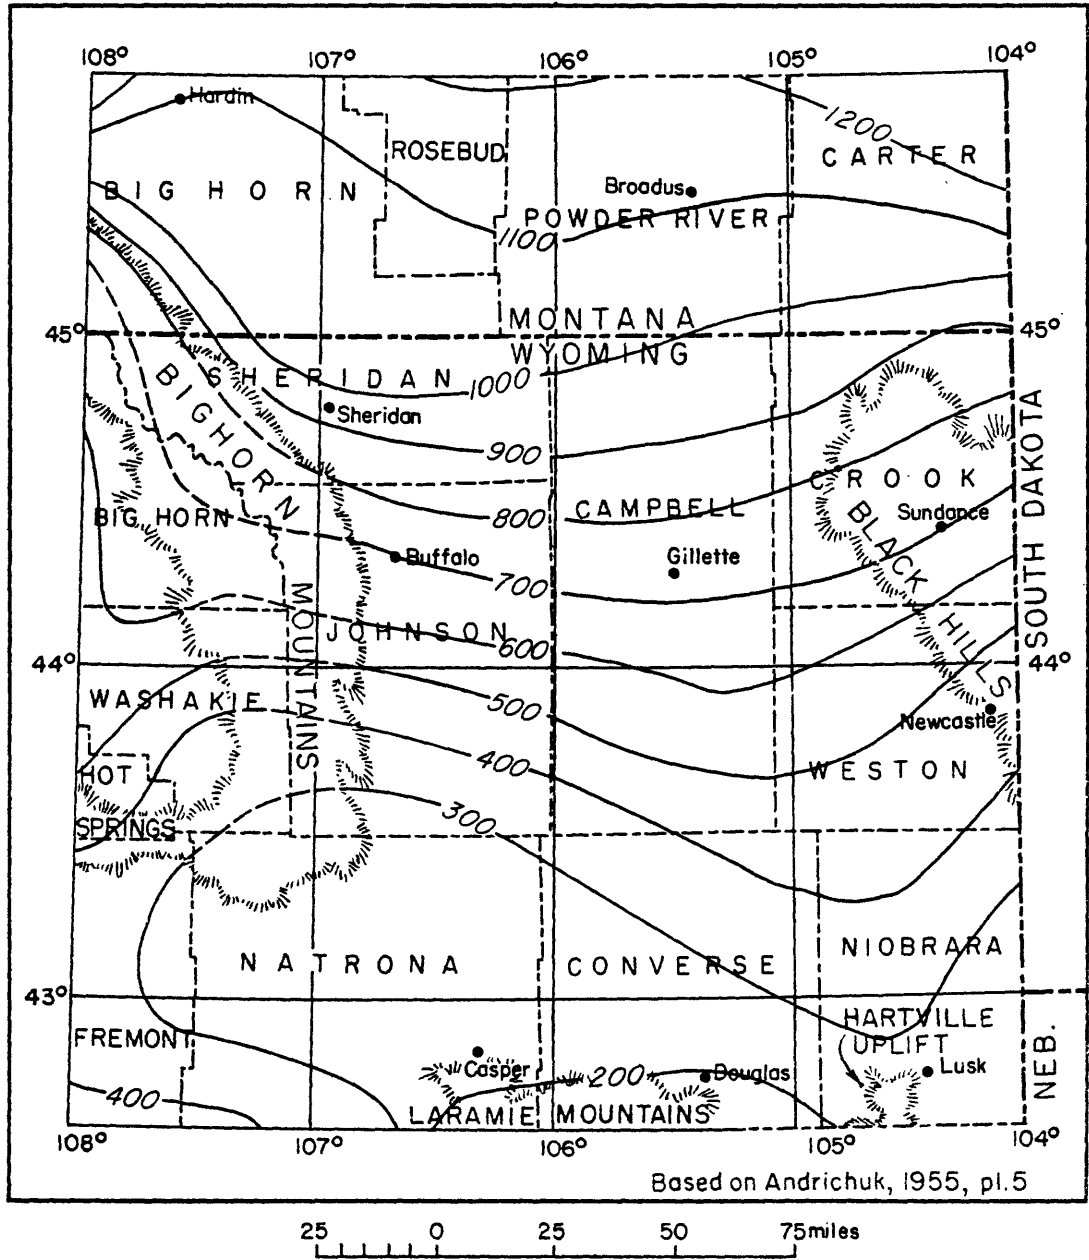 108° 107° 106° 105° 104°
Hardin
1200
ROSEBUD
CARTER
BIG HORN
Broadus
POWDER RIVER
1100
MONTANA
45° 45°
WYOMING
SHERIDAN
1000
BIGHORN MOUNTAINS
Sheridan
900
CROOK
SOUTH DAKOTA
800
CAMPBELL
BIG HORN
Sundance
BLACK HILLS
Buffalo
Gillette
700
JOHNSON
600
44° 44°
WASHAKIE
500
Newcastle
400
HOT
WESTON
300
SPRINGS
NATRONA
CONVERSE
NIOBRARA
43°
HARTVILLE
FREMONT
UPLIFT
NEB.
Casper
200
Douglas
Lusk
400
LARAMIE MOUNTAINS
108° 107° 106° 105° 104°
Based on Andrichuk, 1955, pl.5
25 0 25 50 75 miles